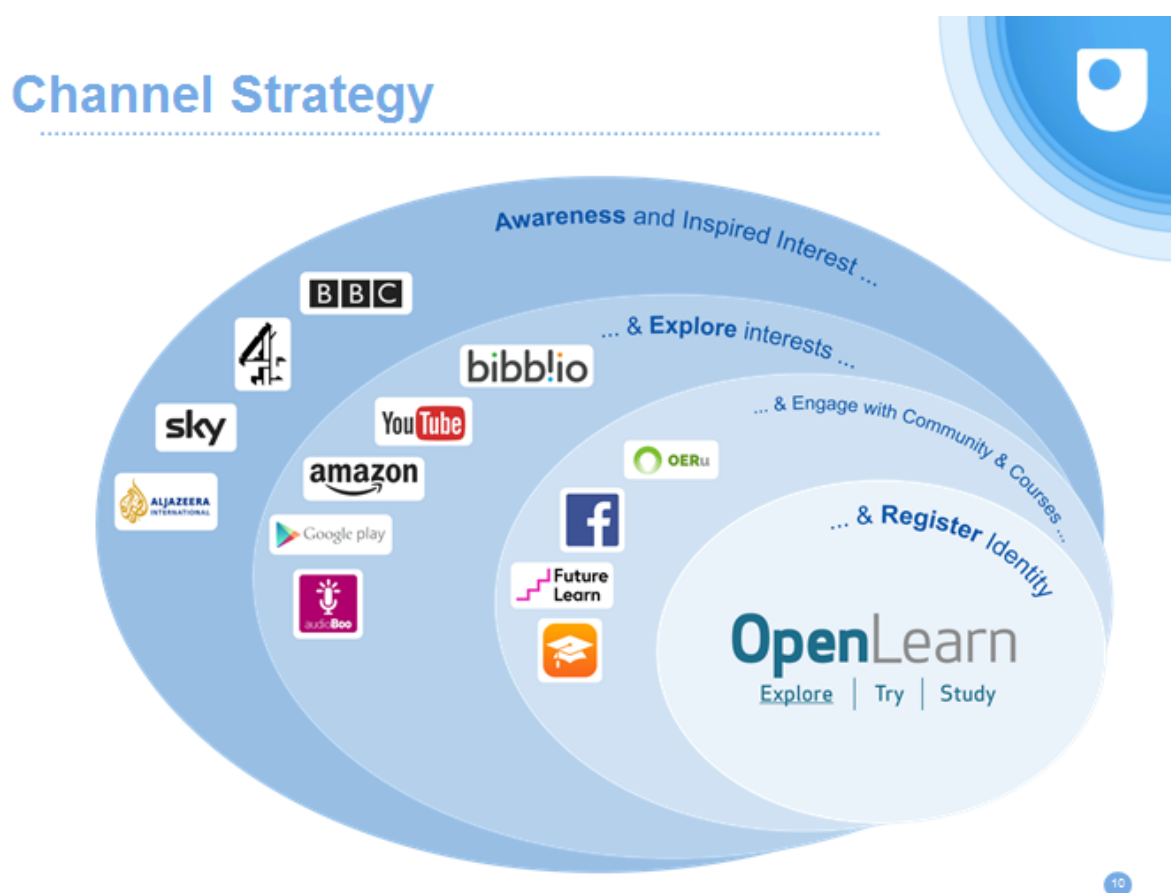 Channel Strategy
Awareness and Inspired Interest ...
BBC
4
... & Explore interests ...
bibblio
sky
YouTube
... & Engage with Community & Courses ...
amazon
OERu
ALJAZEERA
INTERNATIONAL
Google play
f
... & Register Identity
Future
Learn
audioBoo
OpenLearn
Explore | Try | Study
10